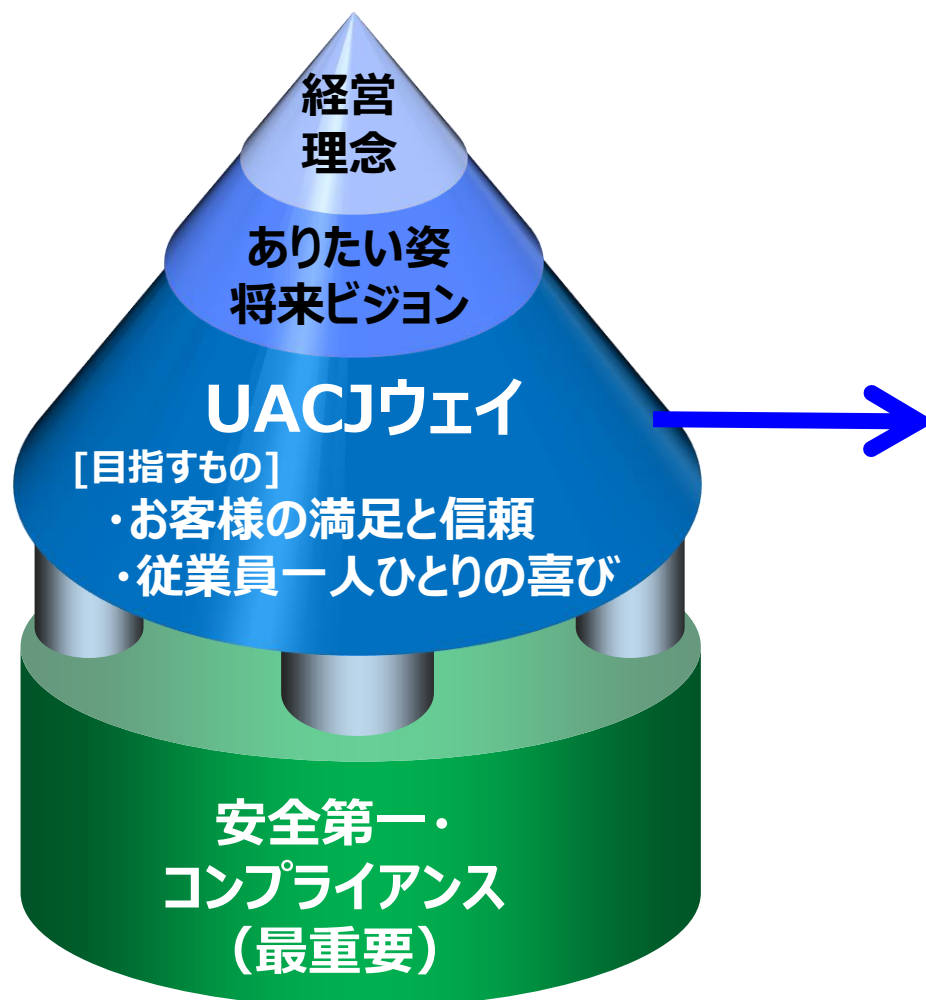 経営
理念
ありたい姿
将来ビジョン
UACJウェイ
[目指すもの]
・お客様の満足と信頼
・従業員一人ひとりの喜び
安全第一・
コンプライアンス
（最重要）